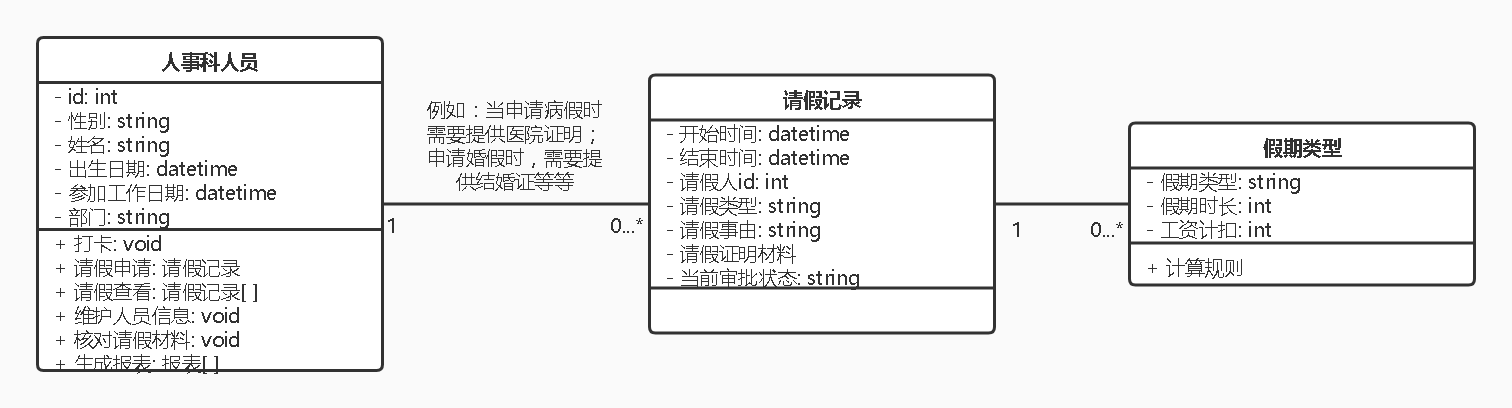 人事科人员
- id: int
- 性别: string
- 姓名: string
- 出生日期: datetime
- 参加工作日期: datetime
- 部门: string
+ 打卡: void
+ 请假申请: 请假记录
+ 请假查看: 请假记录[ ]
+ 维护人员信息: void
+ 核对请假材料: void
+ 生成报表: 报表[ ]
例如：当申请病假时
需要提供医院证明；
申请婚假时，需要提
供结婚证等等
1
0...*
请假记录
- 开始时间: datetime
- 结束时间: datetime
- 请假人id: int
- 请假类型: string
- 请假事由: string
- 请假证明材料
- 当前审批状态: string
1
0...*
假期类型
- 假期类型: string
- 假期时长: int
- 工资计扣: int
+ 计算规则